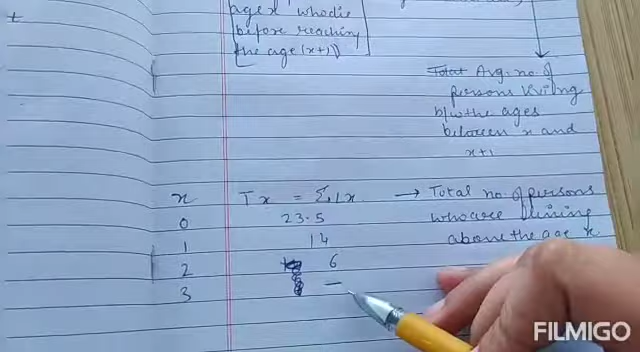 age x who die
before reaching
the age (x+1)
Avg. no. of
persons living
b/w the ages
between x and
x+1
x Tx = Σ Lx → Total no. of persons
0 23.5 who are living
1 14 above the age x
2 6
3 —
FILMIGO